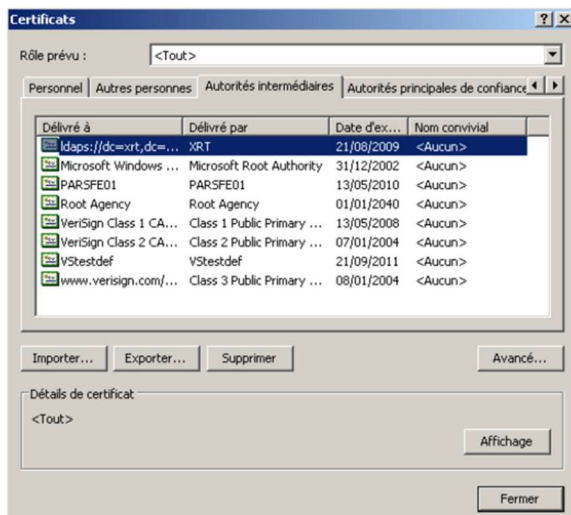 Certificats
Rôle prévu :
<Tout>
Personnel Autres personnes Autorités intermédiaires Autorités principales de confiance
Délivré à Délivré par Date d'ex... Nom convivial
ldaps://dc=xrt,dc=... XRT 21/08/2009 <Aucun>
Microsoft Windows ... Microsoft Root Authority 31/12/2002 <Aucun>
PARSFE01 PARSFE01 13/05/2010 <Aucun>
Root Agency Root Agency 01/01/2040 <Aucun>
VeriSign Class 1 CA... Class 1 Public Primary ... 13/05/2008 <Aucun>
VeriSign Class 2 CA... Class 2 Public Primary ... 07/01/2004 <Aucun>
VStestdef VStestdef 21/09/2011 <Aucun>
www.verisign.com/... Class 3 Public Primary ... 08/01/2004 <Aucun>
Importer... Exporter... Supprimer Avancé...
Détails de certificat
<Tout>
Affichage
Fermer